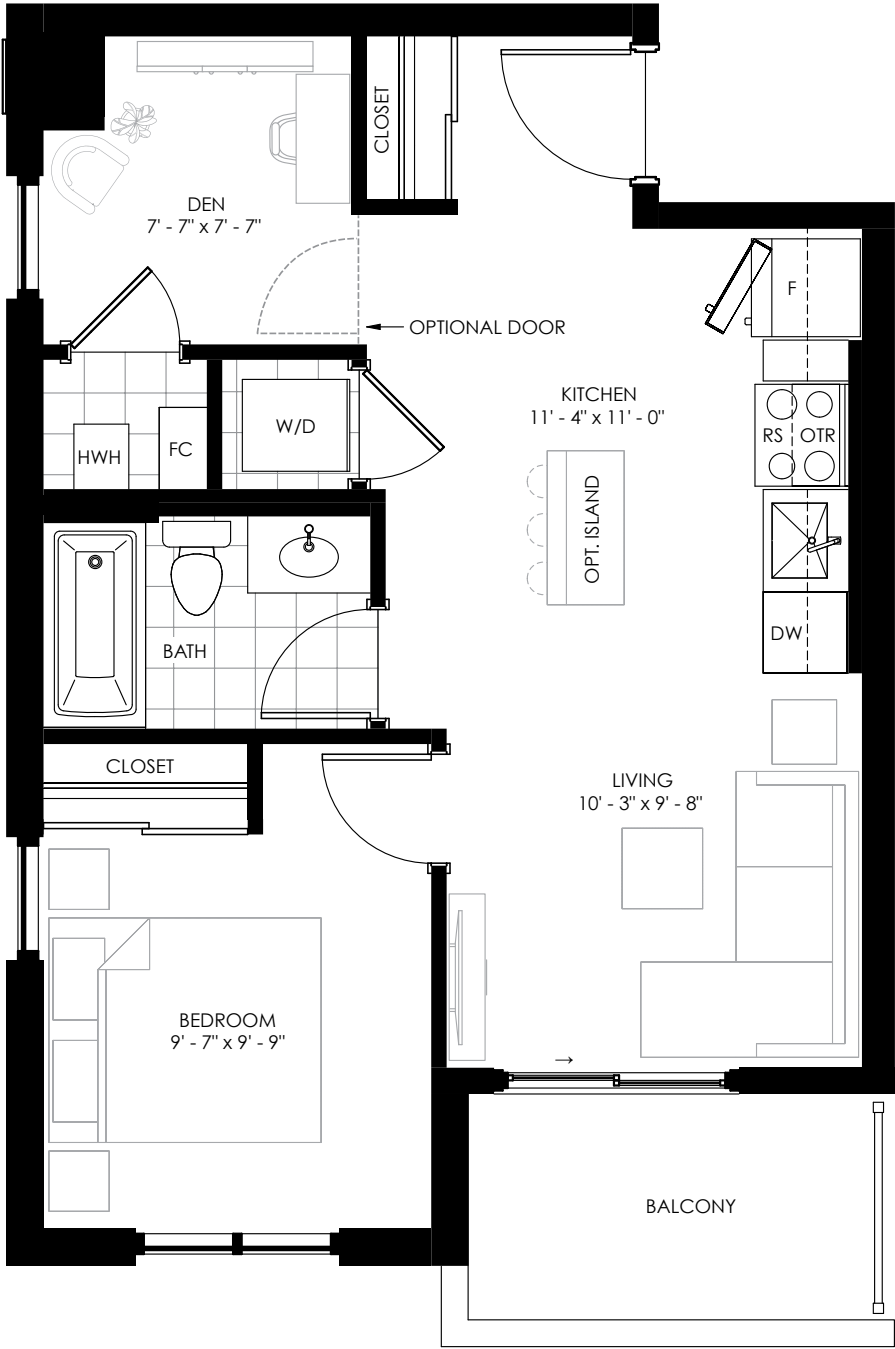 CLOSET
DEN
7' - 7" x 7' - 7"
F
OPTIONAL DOOR
KITCHEN
11' - 4" x 11' - 0"
W/D
RS
OTR
HWH
FC
OPT. ISLAND
DW
BATH
CLOSET
LIVING
10' - 3" x 9' - 8"
BEDROOM
9' - 7" x 9' - 9"
→
BALCONY